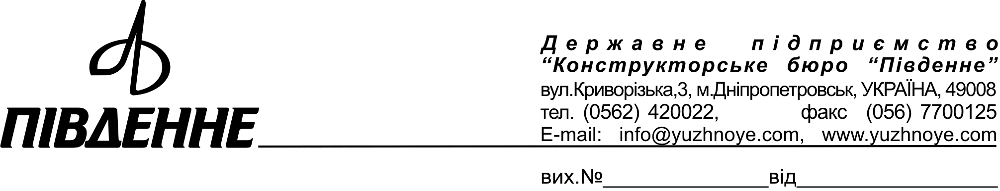 ПІВДЕННЕ
Державне підприємство
“Конструкторське бюро “Південне”
вул.Криворізька,3, м.Дніпропетровськ, УКРАЇНА, 49008
тел. (0562) 420022, факс (056) 7700125
E-mail: info@yuzhnoye.com, www.yuzhnoye.com
вих.№______________від_________________